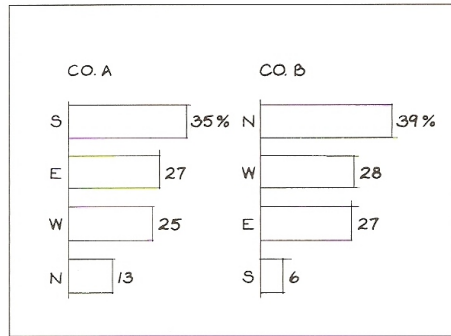 CO. A CO. B
S 35% N 39%
E 27 W 28
W 25 E 27
N 13 S 6